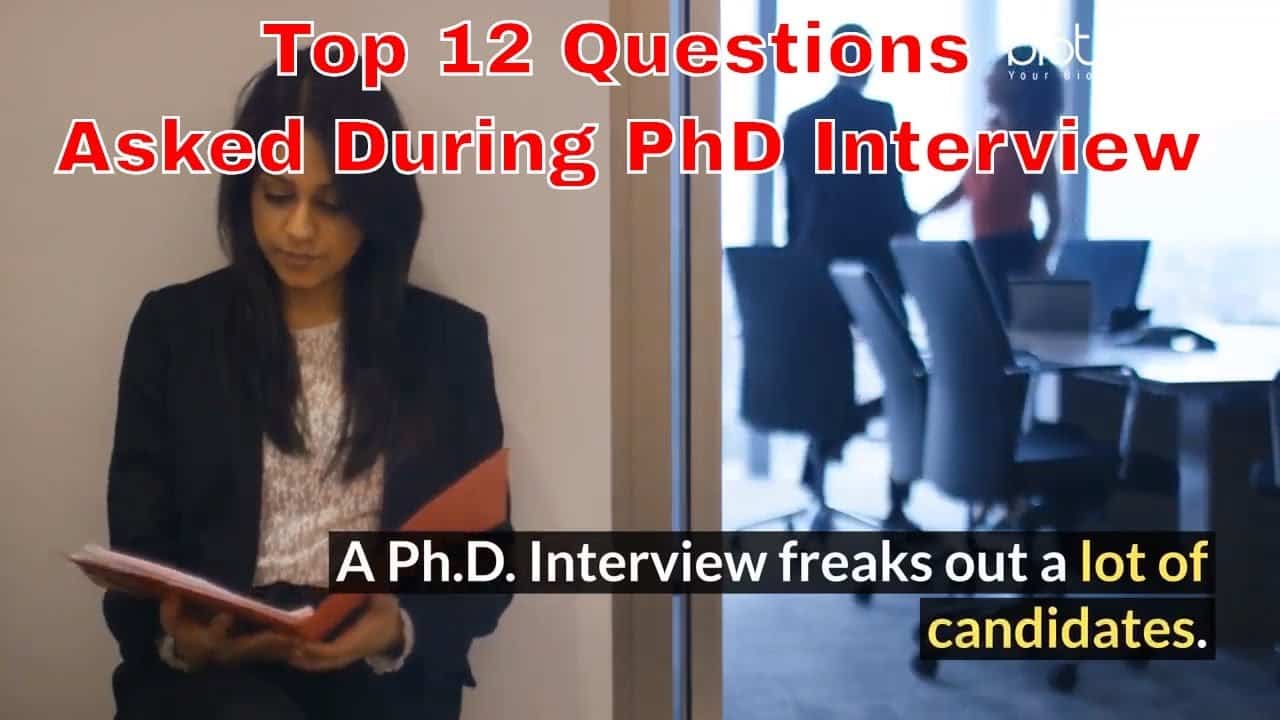 Top 12 Questions
Asked During PhD Interview
A Ph.D. Interview freaks out a lot of
candidates.